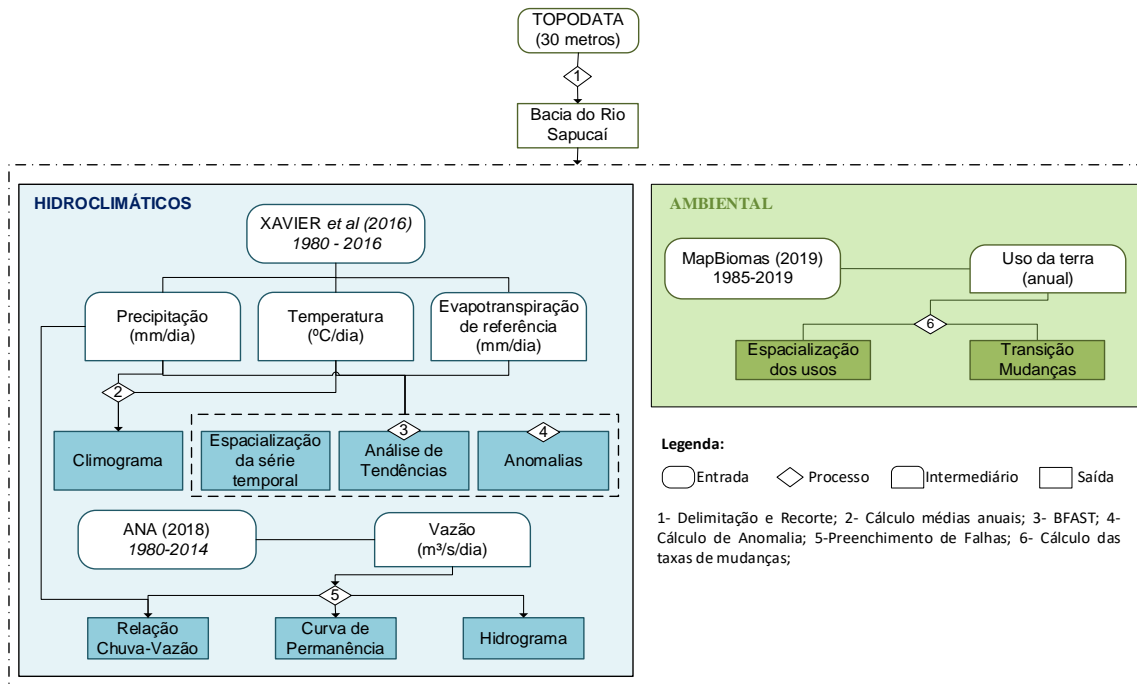 TOPODATA
(30 metros)
1
Bacia do Rio
Sapucaí
HIDROCLIMÁTICOS
XAVIER et al (2016)
1980 - 2016
Precipitação
(mm/dia)
Temperatura
(ºC/dia)
Evapotranspiração
de referência
(mm/dia)
2
3
4
Climograma
Espacialização
da série
temporal
Análise de
Tendências
Anomalias
ANA (2018)
1980-2014
Vazão
(m³/s/dia)
5
Relação
Chuva-Vazão
Curva de
Permanência
Hidrograma
AMBIENTAL
MapBiomas (2019)
1985-2019
Uso da terra
(anual)
6
Espacialização
dos usos
Transição
Mudanças
Legenda:
Entrada
Processo
Intermediário
Saída
1- Delimitação e Recorte; 2- Cálculo médias anuais; 3- BFAST; 4-
Cálculo de Anomalia; 5-Preenchimento de Falhas; 6- Cálculo das
taxas de mudanças;